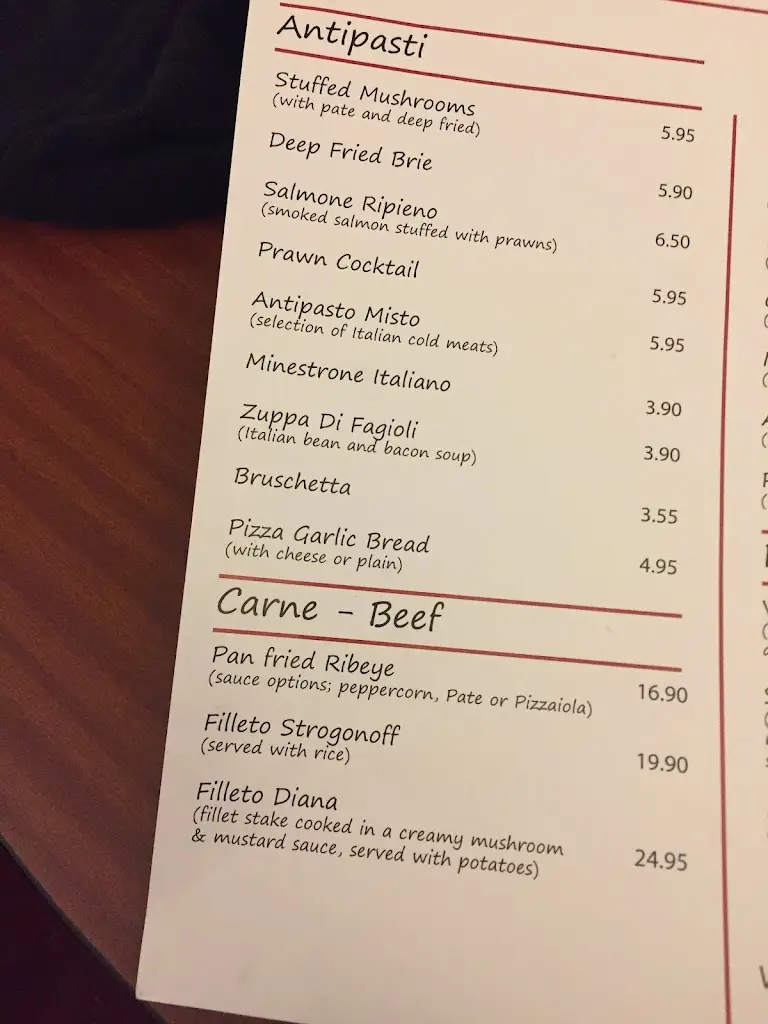 Antipasti
Stuffed Mushrooms
(with pate and deep fried) 5.95
Deep Fried Brie 5.90
Salmone Ripieno
(smoked salmon stuffed with prawns) 6.50
Prawn Cocktail 5.95
Antipasto Misto
(selection of Italian cold meats) 5.95
Minestrone Italiano 3.90
Zuppa Di Fagioli
(Italian bean and bacon soup) 3.90
Bruschetta 3.55
Pizza Garlic Bread
(with cheese or plain) 4.95
Carne - Beef
Pan fried Ribeye
(sauce options; peppercorn, Pate or Pizzaiola) 16.90
Filleto Strogonoff
(served with rice) 19.90
Filleto Diana
(fillet stake cooked in a creamy mushroom
& mustard sauce, served with potatoes) 24.95